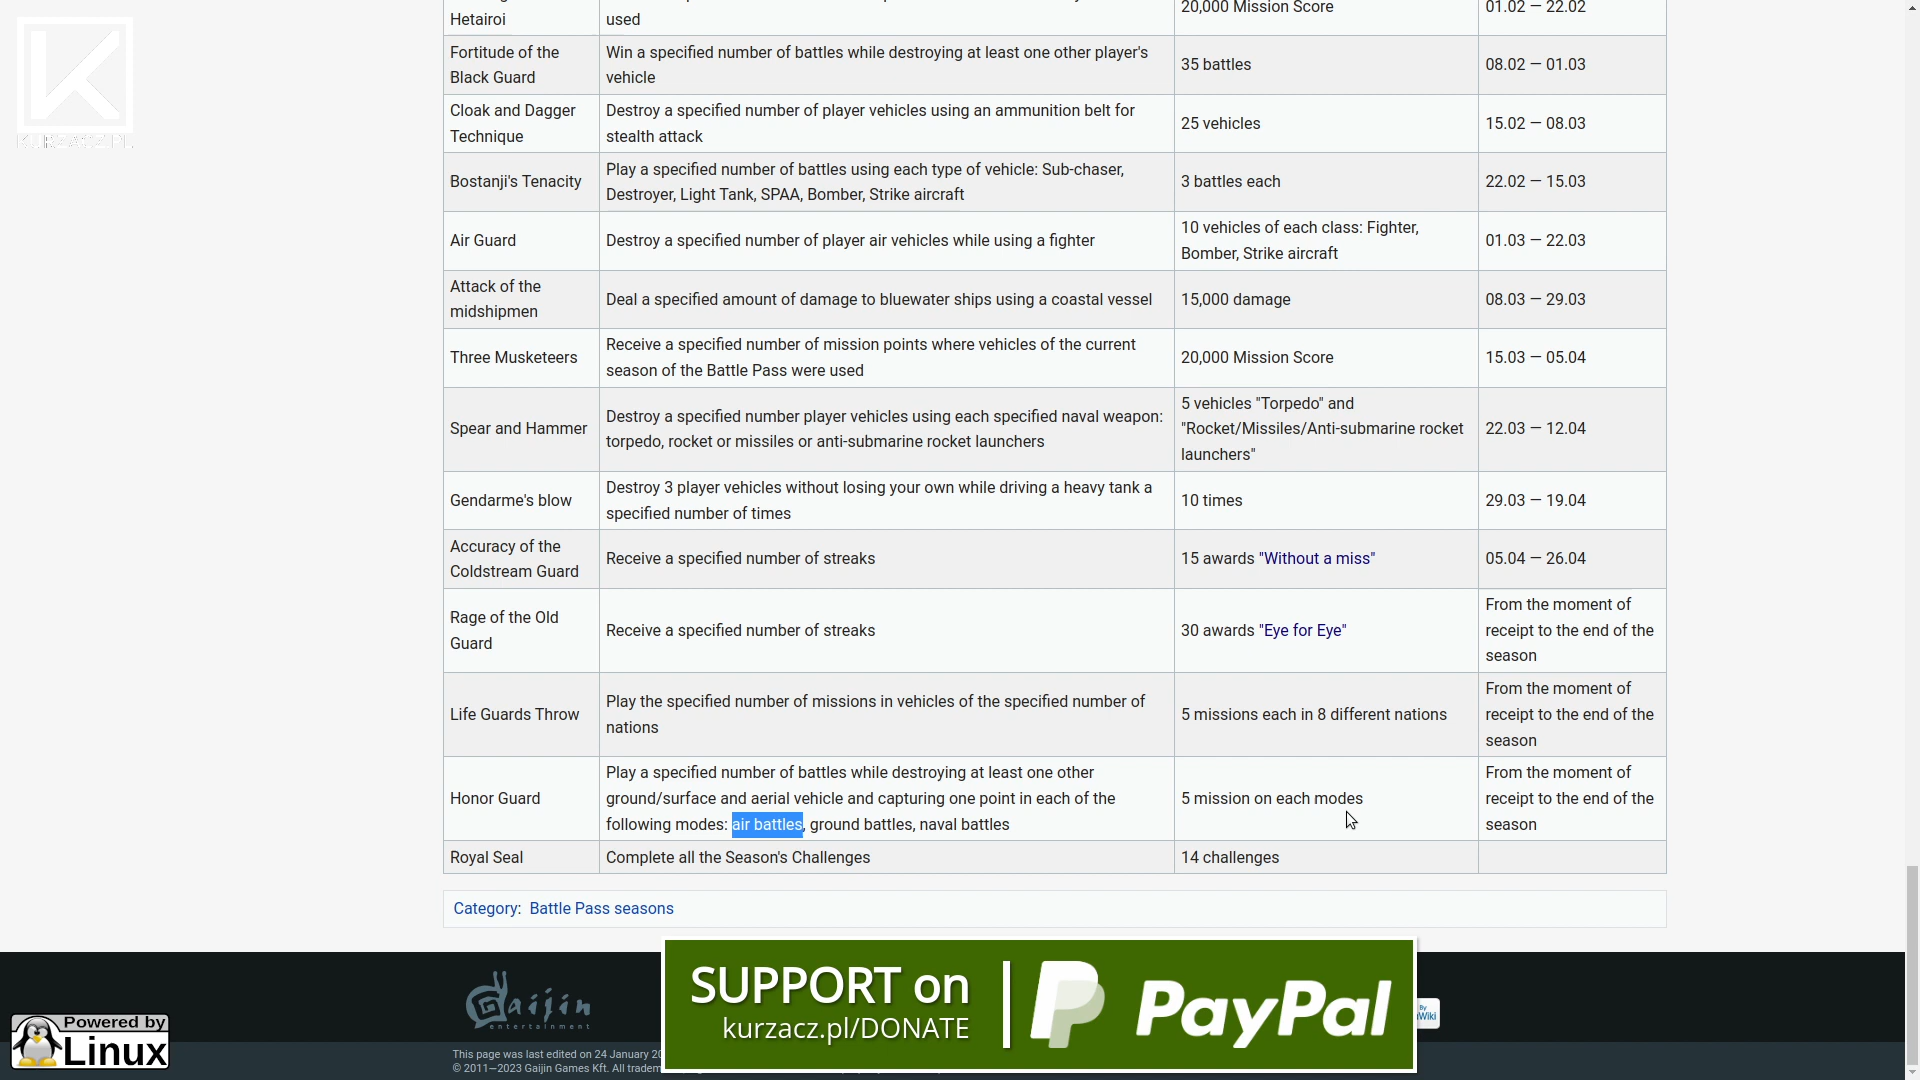 Hetairoi
used
20,000 Mission Score
01.02 — 22.02
Fortitude of the
Black Guard
Win a specified number of battles while destroying at least one other player's
vehicle
35 battles
08.02 — 01.03
Cloak and Dagger
Technique
Destroy a specified number of player vehicles using an ammunition belt for
stealth attack
25 vehicles
15.02 — 08.03
Bostanji's Tenacity
Play a specified number of battles using each type of vehicle: Sub-chaser,
Destroyer, Light Tank, SPAA, Bomber, Strike aircraft
3 battles each
22.02 — 15.03
Air Guard
Destroy a specified number of player air vehicles while using a fighter
10 vehicles of each class: Fighter,
Bomber, Strike aircraft
01.03 — 22.03
Attack of the
midshipmen
Deal a specified amount of damage to bluewater ships using a coastal vessel
15,000 damage
08.03 — 29.03
Three Musketeers
Receive a specified number of mission points where vehicles of the current
season of the Battle Pass were used
20,000 Mission Score
15.03 — 05.04
Spear and Hammer
Destroy a specified number player vehicles using each specified naval weapon:
torpedo, rocket or missiles or anti-submarine rocket launchers
5 vehicles "Torpedo" and
"Rocket/Missiles/Anti-submarine rocket
launchers"
22.03 — 12.04
Gendarme's blow
Destroy 3 player vehicles without losing your own while driving a heavy tank a
specified number of times
10 times
29.03 — 19.04
Accuracy of the
Coldstream Guard
Receive a specified number of streaks
15 awards "Without a miss"
05.04 — 26.04
Rage of the Old
Guard
Receive a specified number of streaks
30 awards "Eye for Eye"
From the moment of
receipt to the end of the
season
Life Guards Throw
Play the specified number of missions in vehicles of the specified number of
nations
5 missions each in 8 different nations
From the moment of
receipt to the end of the
season
Honor Guard
Play a specified number of battles while destroying at least one other
ground/surface and aerial vehicle and capturing one point in each of the
following modes: air battles, ground battles, naval battles
5 mission on each modes
From the moment of
receipt to the end of the
season
Royal Seal
Complete all the Season's Challenges
14 challenges
Category: Battle Pass seasons
Gaijin
entertainment
SUPPORT on
kurzacz.pl/DONATE
PayPal
By
Wiki
Powered by
Linux
This page was last edited on 24 January 20
© 2011—2023 Gaijin Games Kft. All tradem
KURZACZ.PL